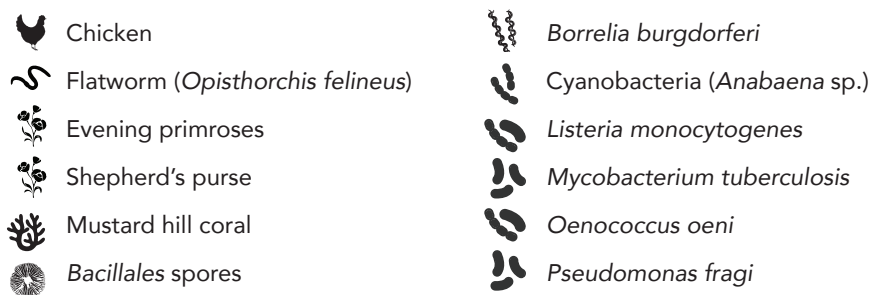 Chicken
Flatworm (Opisthorchis felineus)
Evening primroses
Shepherd’s purse
Mustard hill coral
Bacillales spores
Borrelia burgdorferi
Cyanobacteria (Anabaena sp.)
Listeria monocytogenes
Mycobacterium tuberculosis
Oenococcus oeni
Pseudomonas fragi